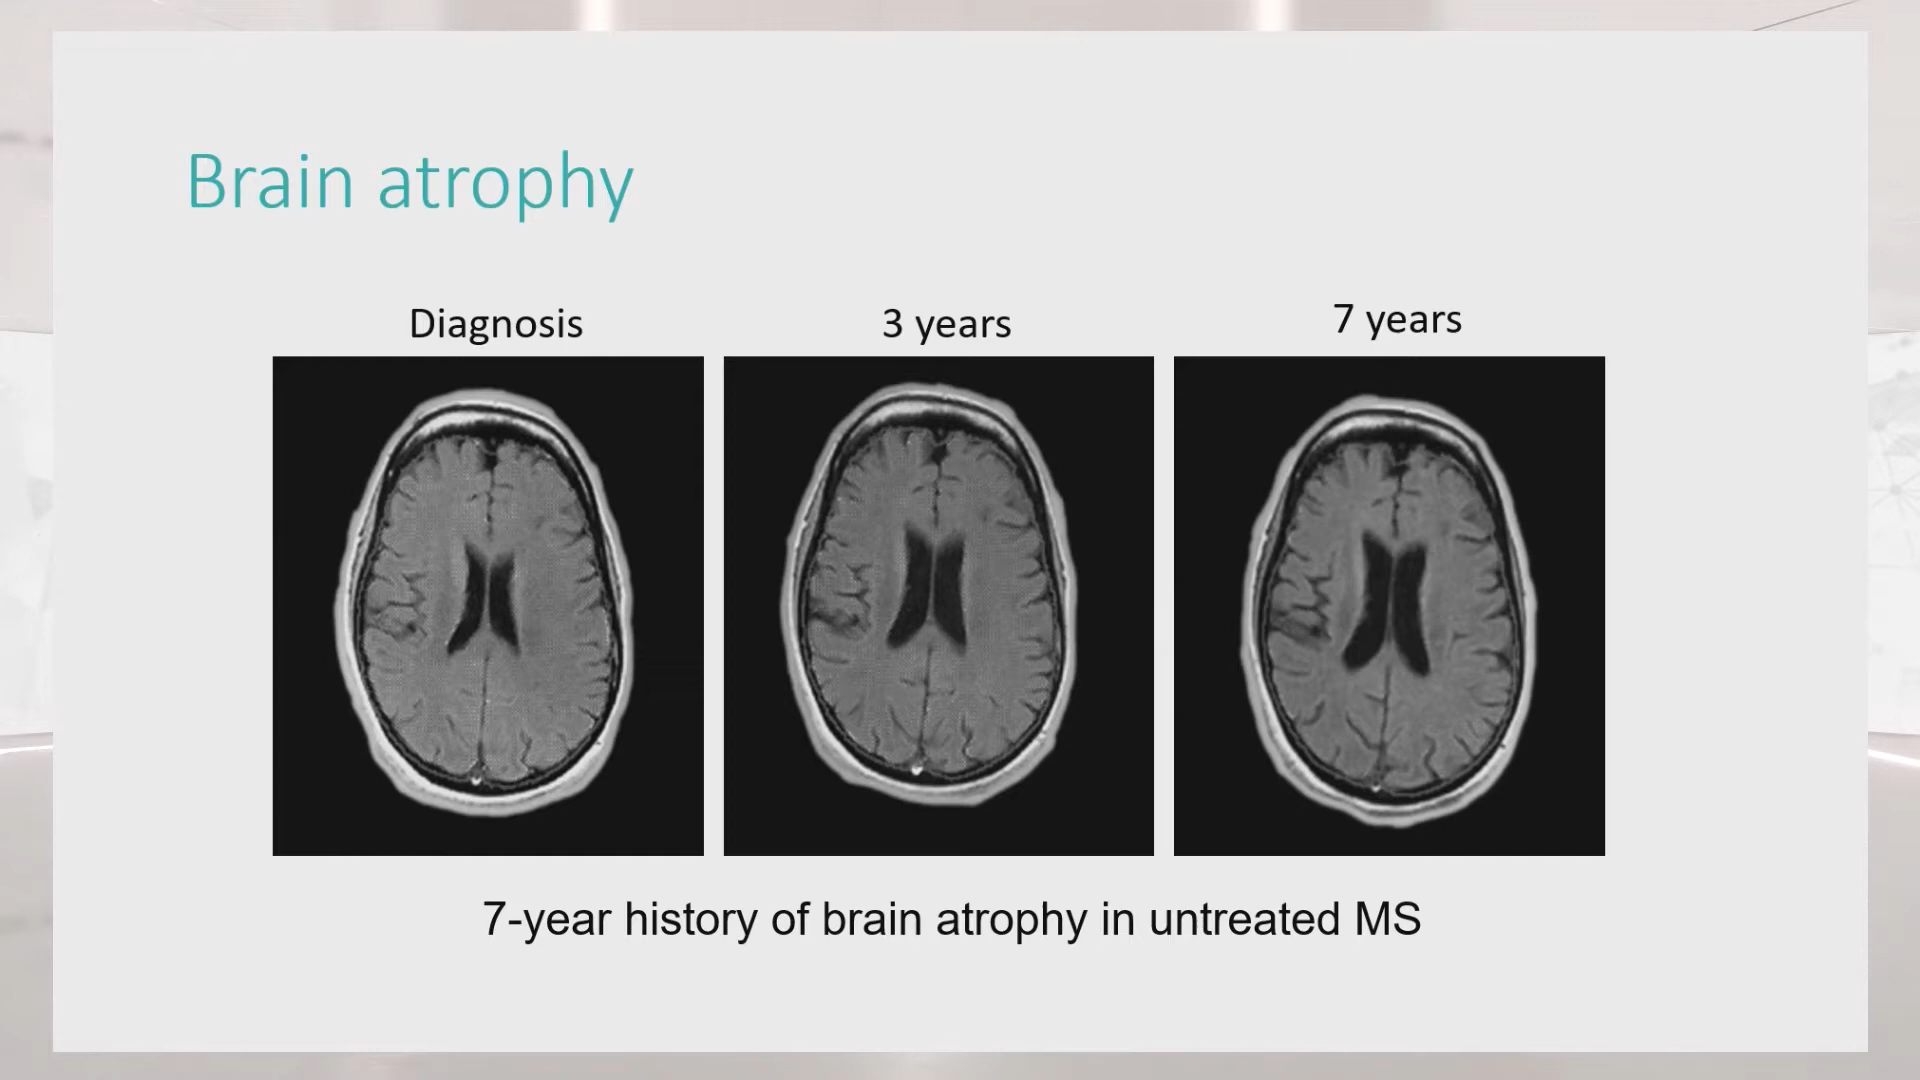 Brain atrophy
Diagnosis
3 years
7 years
7-year history of brain atrophy in untreated MS